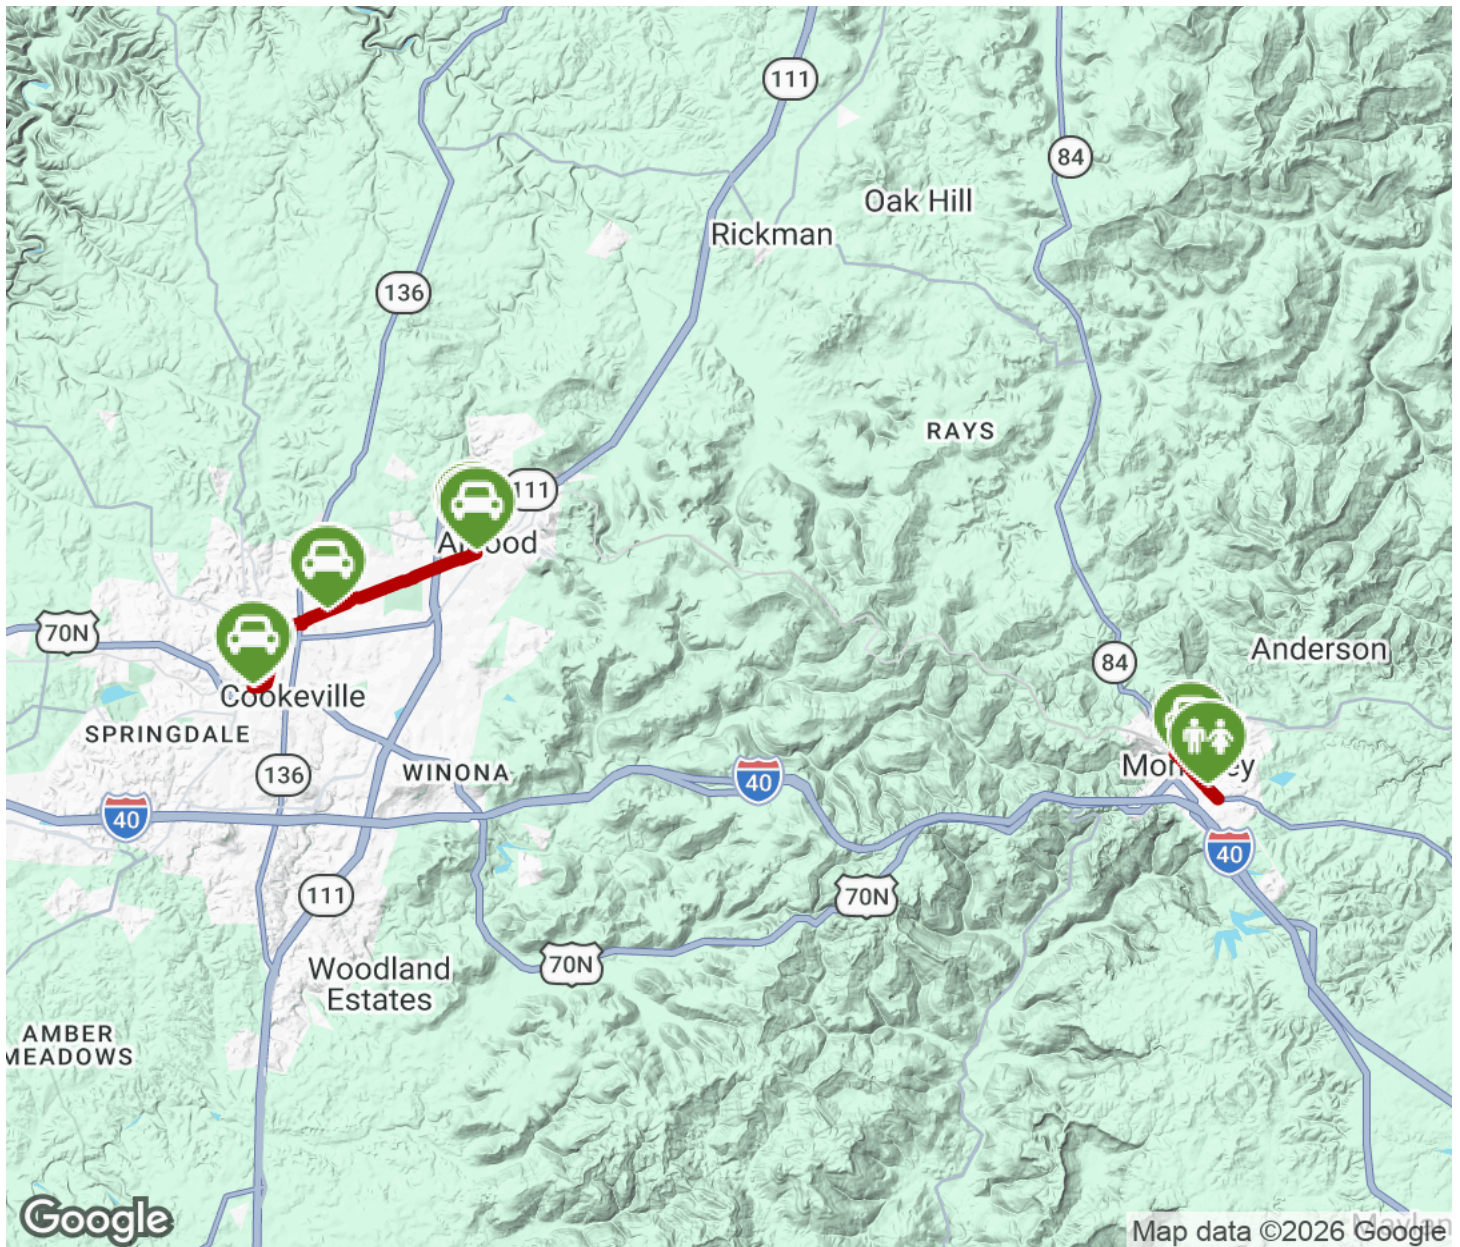 111
84
Oak Hill
Rickman
136
RAYS
111
70N
Cookeville
SPRINGDALE
136
WINONA
40
40
84
Anderson
40
111
70N
70N
Woodland
Estates
AMBER
MEADOWS
Google
Map data ©2026 Google